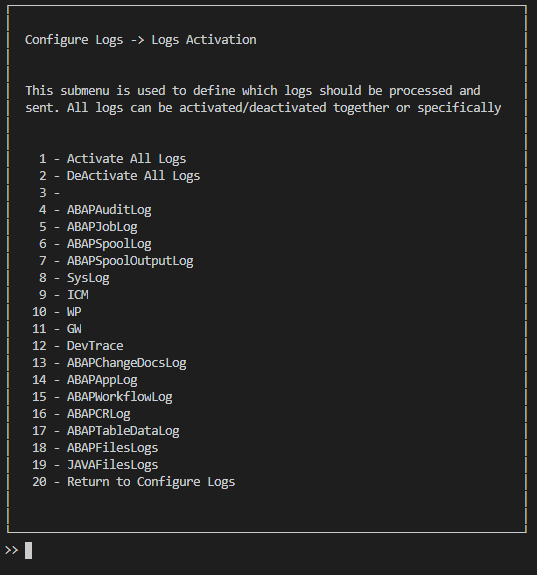 Configure Logs -> Logs Activation
This submenu is used to define which logs should be processed and
sent. All logs can be activated/deactivated together or specifically
1 - Activate All Logs
2 - DeActivate All Logs
3 -
4 - ABAPAuditLog
5 - ABAPJobLog
6 - ABAPSpoolLog
7 - ABAPSpoolOutputLog
8 - SysLog
9 - ICM
10 - WP
11 - GW
12 - DevTrace
13 - ABAPChangeDocsLog
14 - ABAPAppLog
15 - ABAPWorkflowLog
16 - ABAPCRLog
17 - ABAPTableDataLog
18 - ABAPFilesLogs
19 - JAVAFilesLogs
20 - Return to Configure Logs
>>